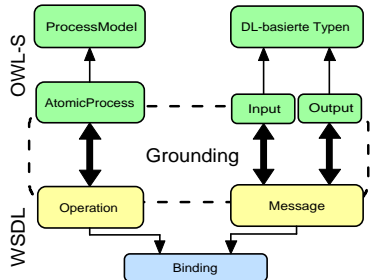 ProcessModel
DL-basierte Typen
OWL-S
AtomicProcess
Input
Output
Grounding
WSDL
Operation
Message
Binding